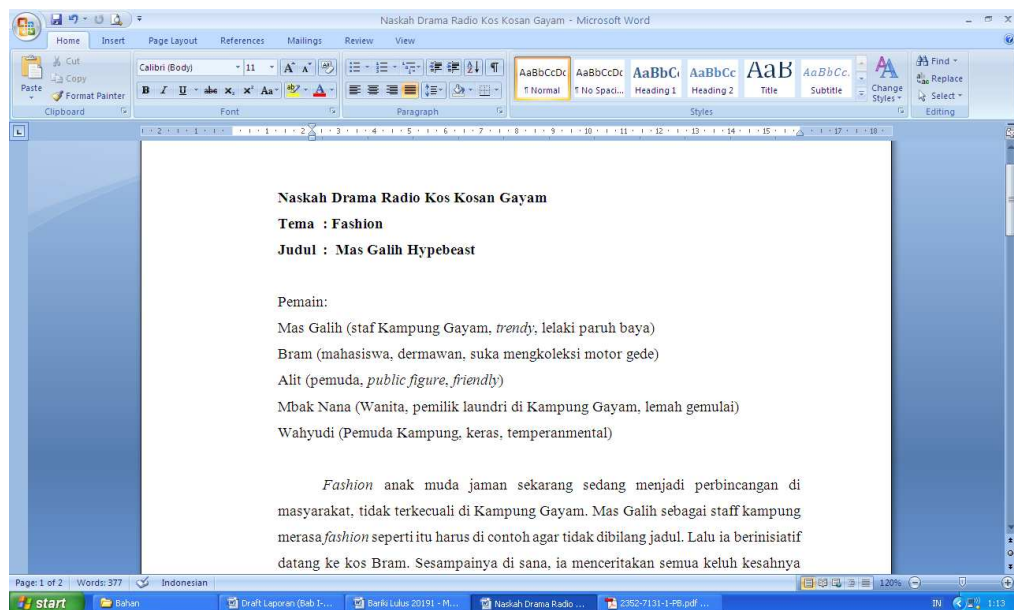 Naskah Drama Radio Kos Kosan Gayam - Microsoft Word
Home Insert Page Layout References Mailings Review View
Cut
Copy
Format Painter
Paste
Clipboard
Calibri (Body) 11
Font
Paragraph
AaBbCcDc AaBbCcDc AaBbC AaBbCc AaB AaBbCc.
¶ Normal ¶ No Spaci... Heading 1 Heading 2 Title Subtitle
Change Styles
Styles
Find
Replace
Select
Editing
Naskah Drama Radio Kos Kosan Gayam
Tema : Fashion
Judul : Mas Galih Hypebeast
Pemain:
Mas Galih (staf Kampung Gayam, trendy, lelaki paruh baya)
Bram (mahasiswa, dermawan, suka mengkoleksi motor gede)
Alit (pemuda, public figure, friendly)
Mbak Nana (Wanita, pemilik laundri di Kampung Gayam, lemah gemulai)
Wahyudi (Pemuda Kampung, keras, temperanmental)
Fashion anak muda jaman sekarang sedang menjadi perbincangan di
masyarakat, tidak terkecuali di Kampung Gayam. Mas Galih sebagai staff kampung
merasa fashion seperti itu harus di contoh agar tidak dibilang jadul. Lalu ia berinisiatif
datang ke kos Bram. Sesampainya di sana, ia menceritakan semua keluh kesahnya
Page: 1 of 2 Words: 377 Indonesian 120%
start Bahan Draft Laporan (Bab I-... Bariki Lulus 20191 - M... Naskah Drama Radio ... 2352-7131-1-PB.pdf ... IN 1:13